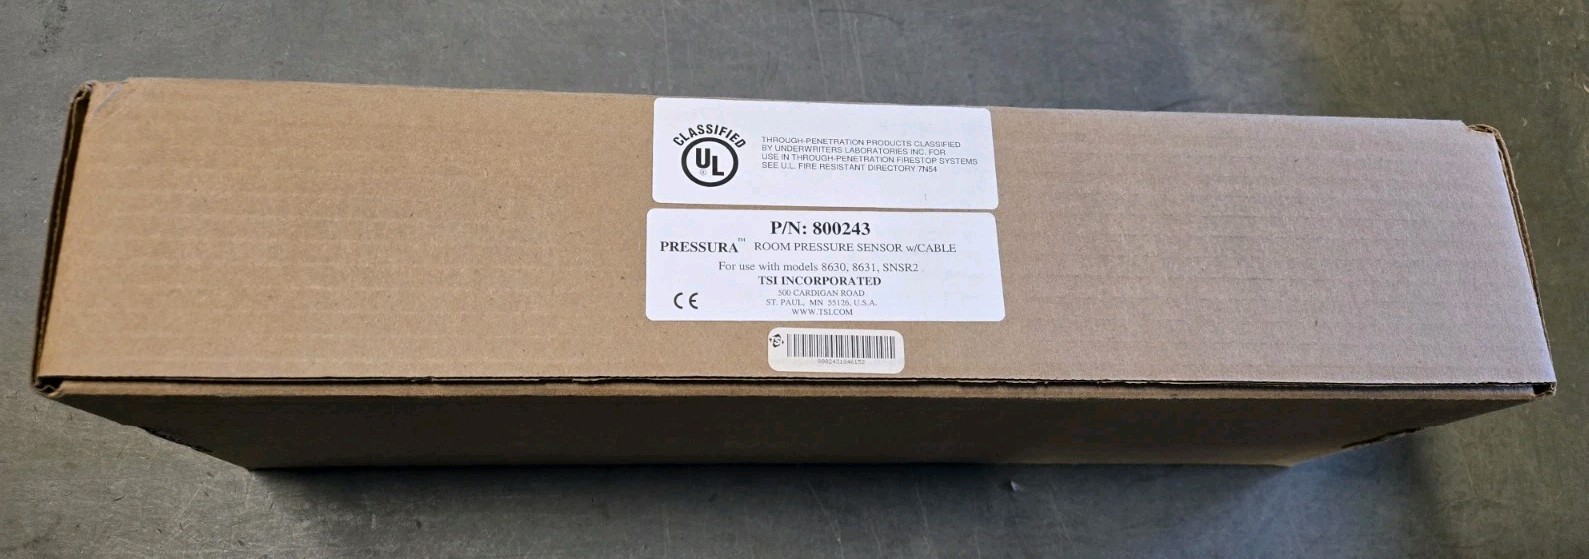 CLASSIFIED
UL
®
THROUGH-PENETRATION PRODUCTS CLASSIFIED
BY UNDERWRITERS LABORATORIES INC. FOR
USE IN THROUGH-PENETRATION FIRESTOP SYSTEMS
SEE U.L. FIRE RESISTANT DIRECTORY 7N54
P/N: 800243
PRESSURA™ ROOM PRESSURE SENSOR w/CABLE
For use with models 8630, 8631, SNSR2
TSI INCORPORATED
500 CARDIGAN ROAD
ST. PAUL, MN 55126, U.S.A.
WWW.TSI.COM
CE
TSI